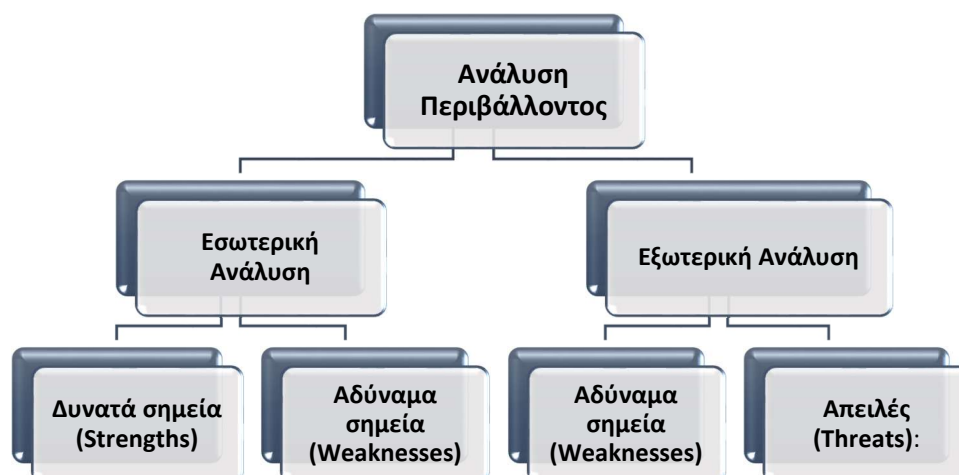 Ανάλυση
Περιβάλλοντος
Εσωτερική
Ανάλυση
Εξωτερική Ανάλυση
Δυνατά σημεία
(Strengths)
Αδύναμα
σημεία
(Weaknesses)
Αδύναμα
σημεία
(Weaknesses)
Απειλές
(Threats):